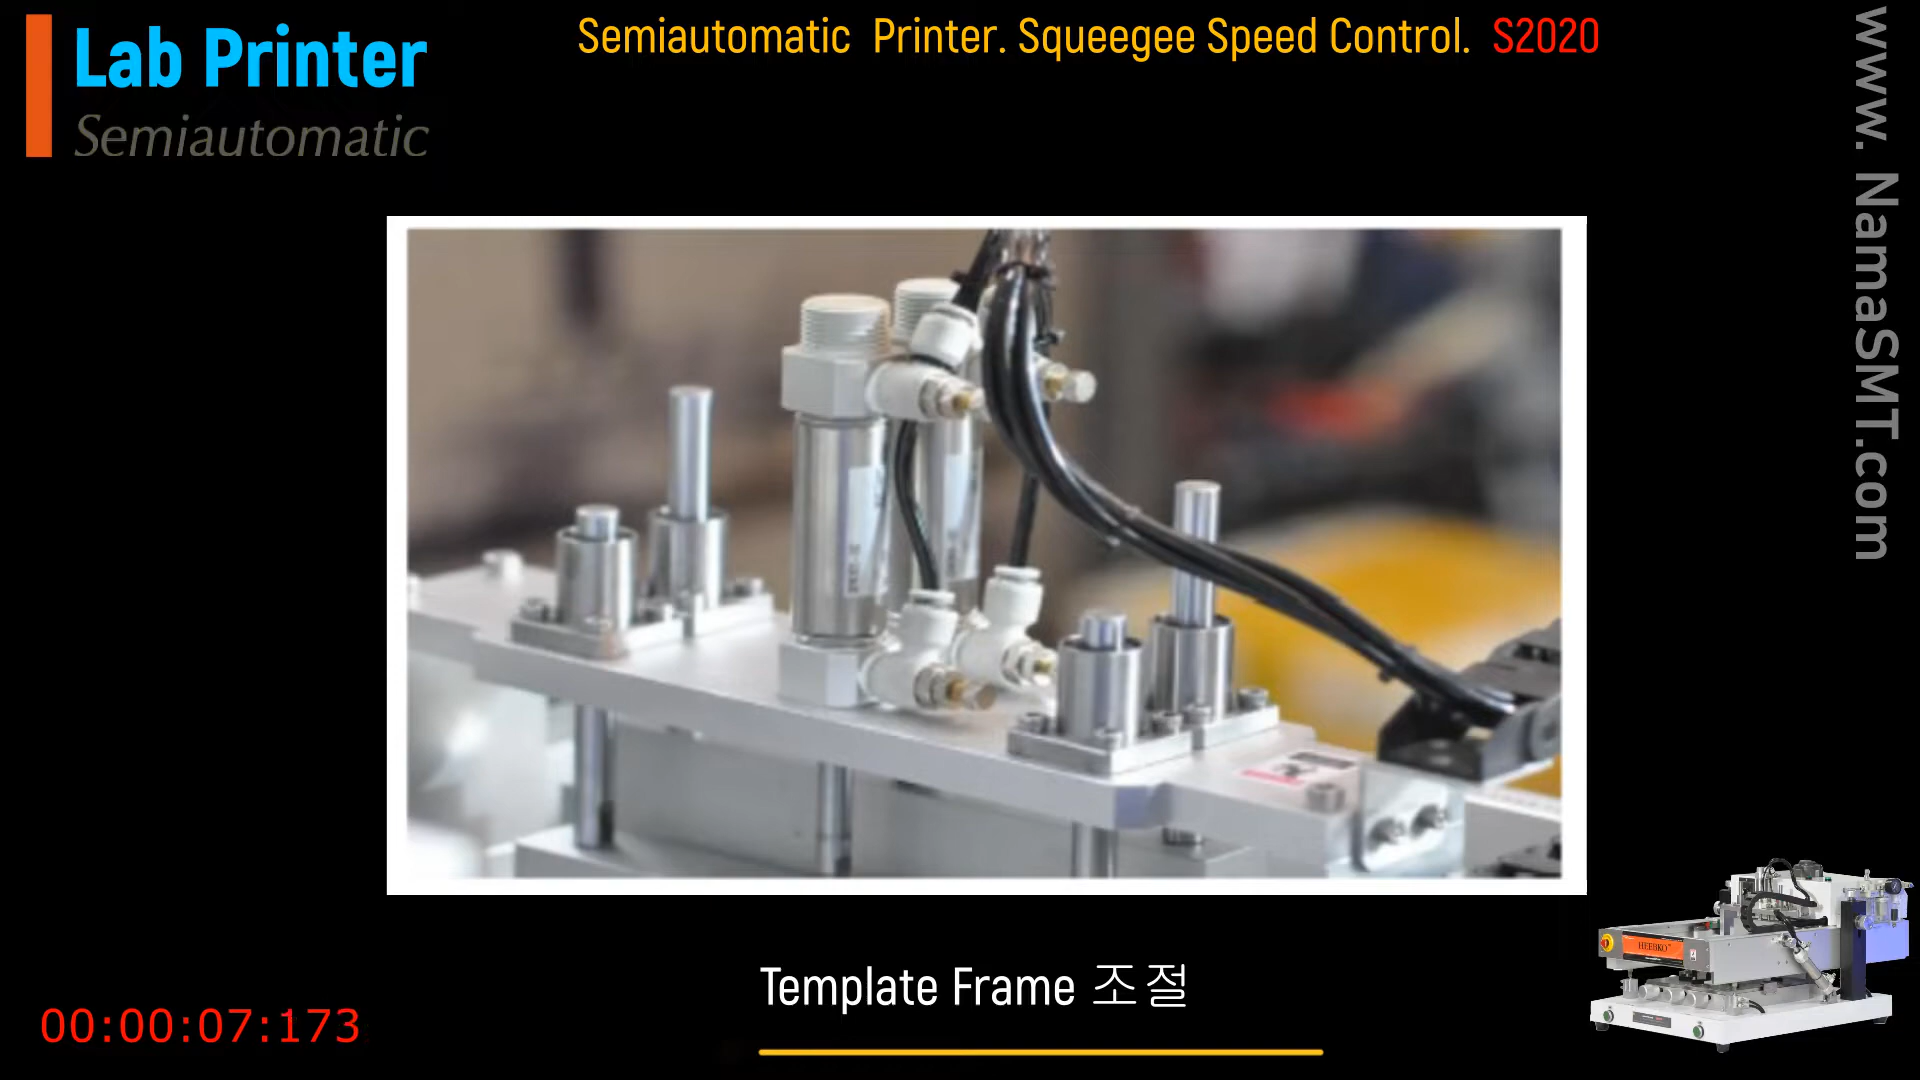 Lab Printer
Semiautomatic
Semiautomatic Printer. Squeegee Speed Control. S2020
www. NamaSMT.com
HEEBKO
Template Frame 조절
00:00:07:173